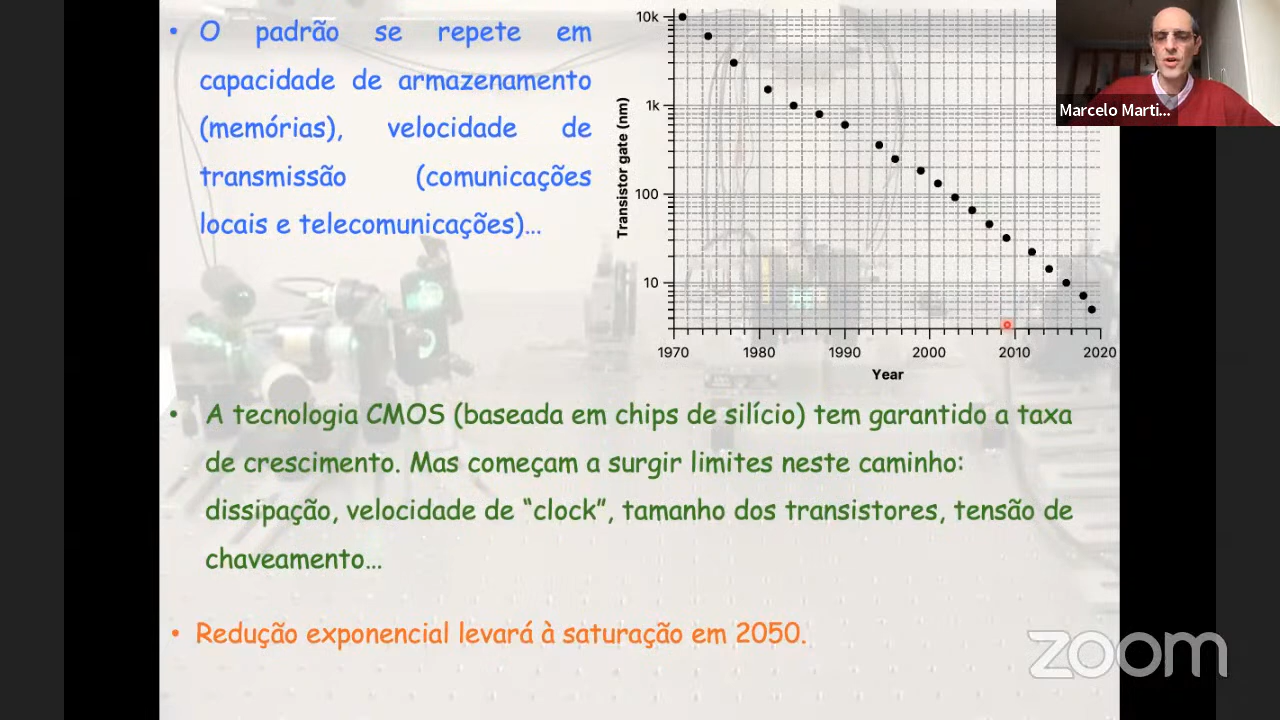 • O padrão se repete em
capacidade de armazenamento
(memórias), velocidade de
transmissão (comunicações
locais e telecomunicações)…
10k
1k
100
10
Transistor gate (nm)
1970 1980 1990 2000 2010 2020
Year
Marcelo Marti...
• A tecnologia CMOS (baseada em chips de silício) tem garantido a taxa
de crescimento. Mas começam a surgir limites neste caminho:
dissipação, velocidade de “clock”, tamanho dos transistores, tensão de
chaveamento…
• Redução exponencial levará à saturação em 2050.
zoom